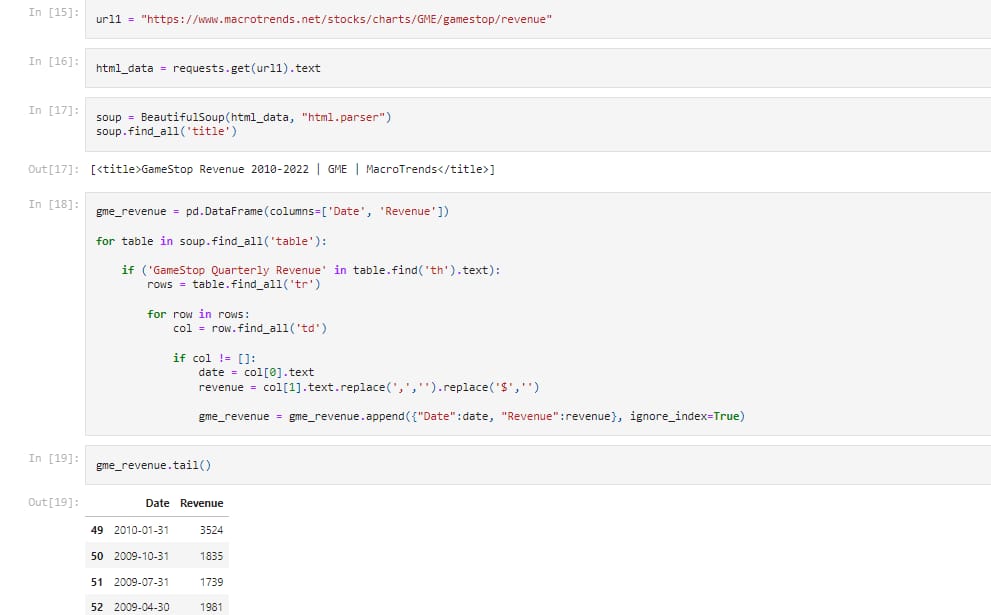 In [15]:
url1 = "https://www.macrotrends.net/stocks/charts/GME/gamestop/revenue"
In [16]:
html_data = requests.get(url1).text
In [17]:
soup = BeautifulSoup(html_data, "html.parser")
soup.find_all('title')
Out[17]: [<title>GameStop Revenue 2010-2022 | GME | MacroTrends</title>]
In [18]:
gme_revenue = pd.DataFrame(columns=['Date', 'Revenue'])
for table in soup.find_all('table'):
if ('GameStop Quarterly Revenue' in table.find('th').text):
rows = table.find_all('tr')
for row in rows:
col = row.find_all('td')
if col != []:
date = col[0].text
revenue = col[1].text.replace(',','').replace('$','')
gme_revenue = gme_revenue.append({"Date":date, "Revenue":revenue}, ignore_index=True)
In [19]:
gme_revenue.tail()
Out[19]:
Date Revenue
49 2010-01-31 3524
50 2009-10-31 1835
51 2009-07-31 1739
52 2009-04-30 1981